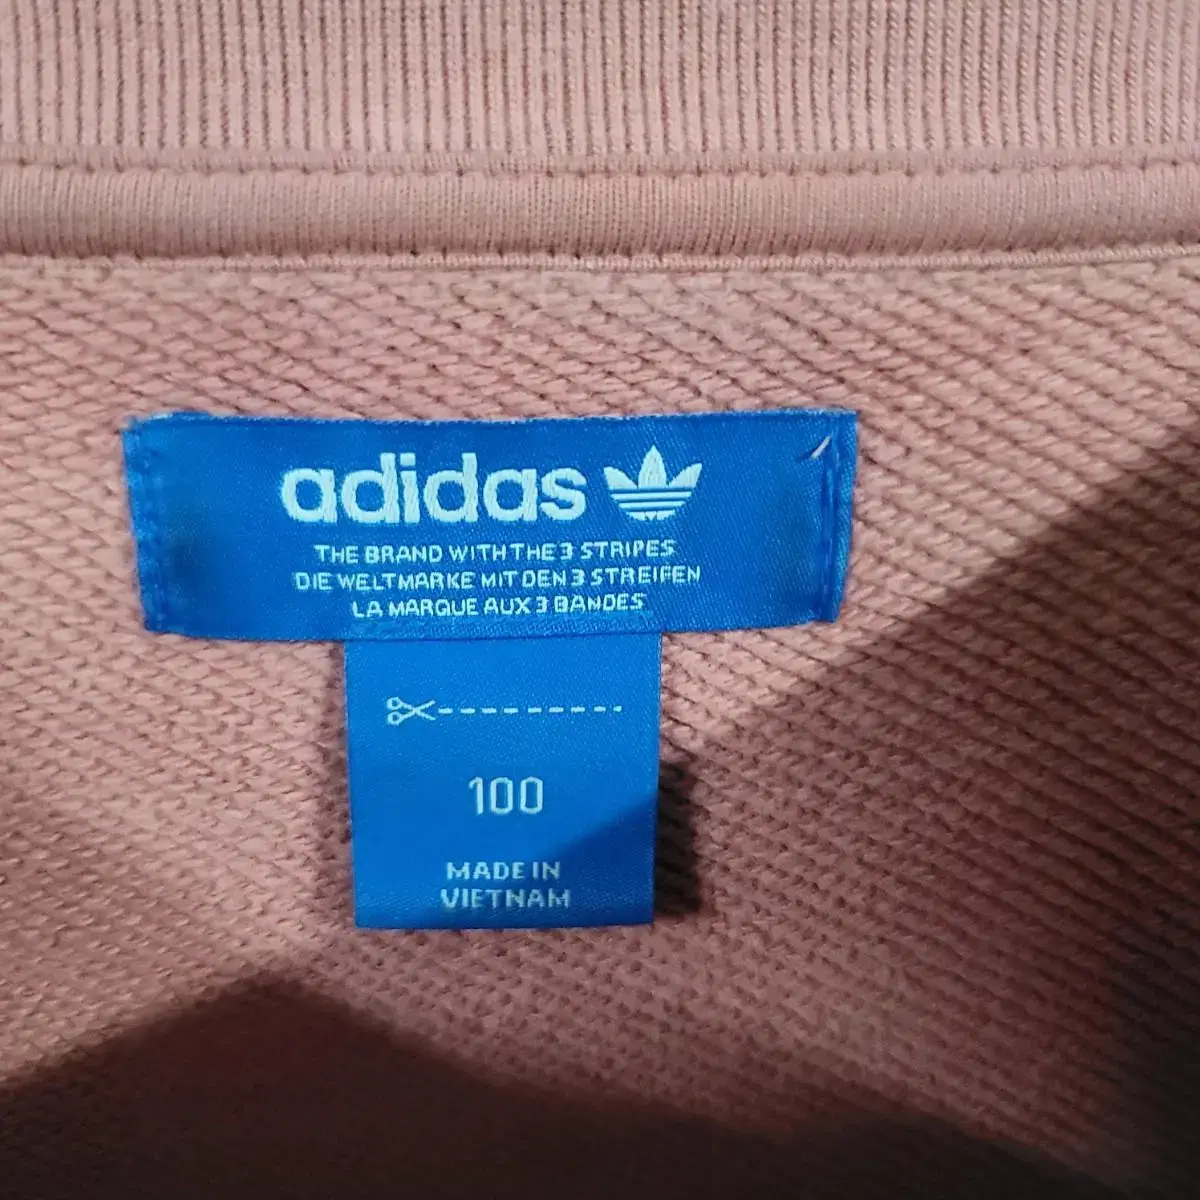 adidas
THE BRAND WITH THE 3 STRIPES
DIE WELTMARKE MIT DEN 3 STREIFEN
LA MARQUE AUX 3 BANDES
100
MADE IN
VIETNAM